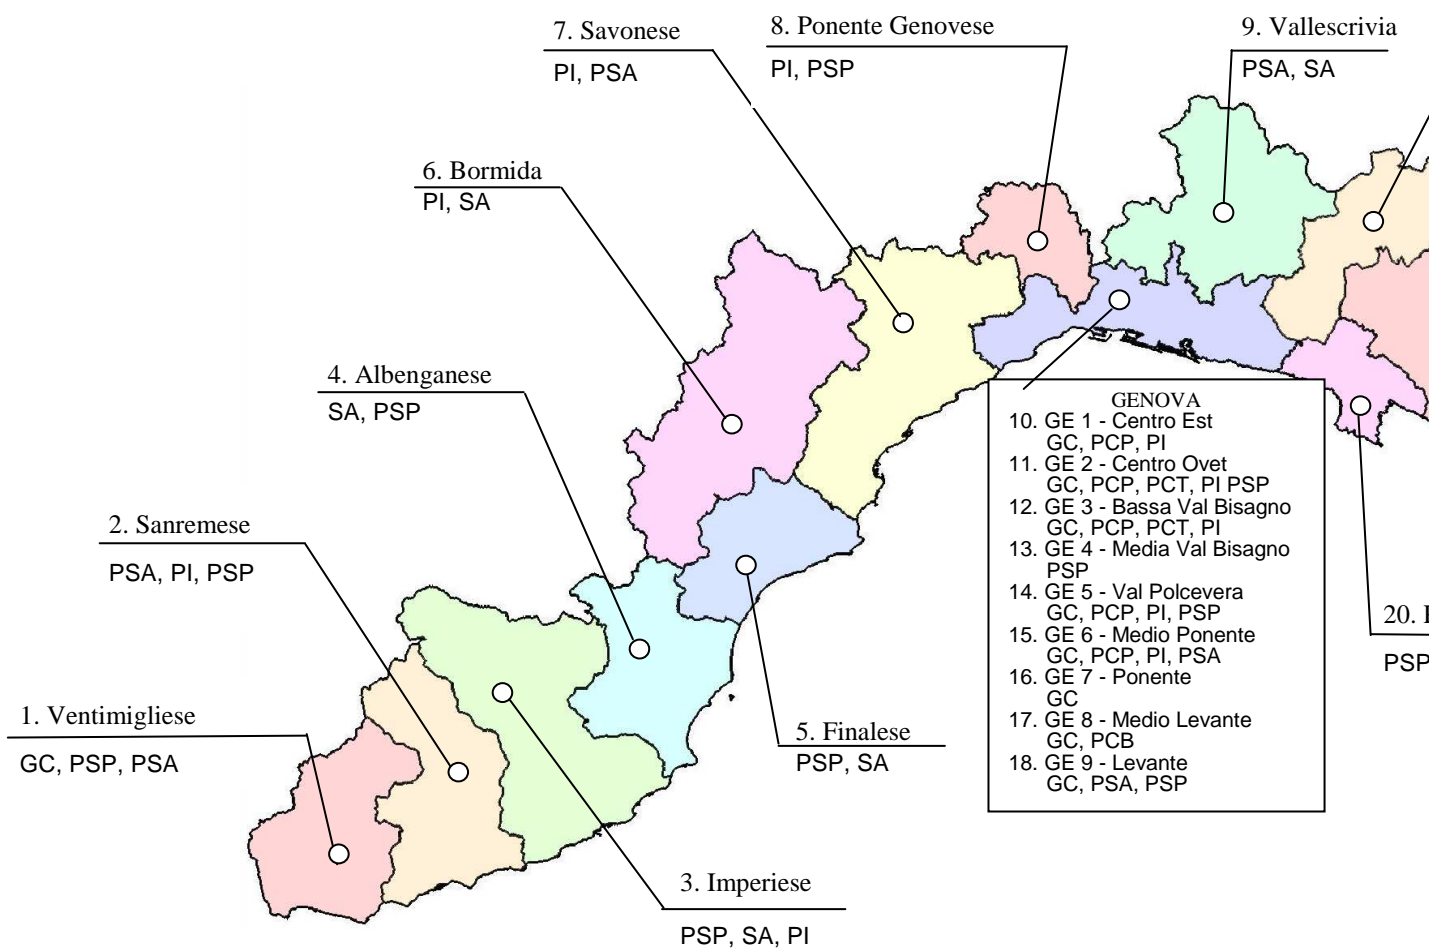 7. Savonese
PI, PSA
8. Ponente Genovese
PI, PSP
9. Vallescrivia
PSA, SA
6. Bormida
PI, SA
4. Albenganese
SA, PSP
2. Sanremese
PSA, PI, PSP
1. Ventimigliese
GC, PSP, PSA
3. Imperiese
PSP, SA, PI
5. Finalese
PSP, SA
GENOVA
10. GE 1 - Centro Est
GC, PCP, PI
11. GE 2 - Centro Ovet
GC, PCP, PCT, PI PSP
12. GE 3 - Bassa Val Bisagno
GC, PCP, PCT, PI
13. GE 4 - Media Val Bisagno
PSP
14. GE 5 - Val Polcevera
GC, PCP, PI, PSP
15. GE 6 - Medio Ponente
GC, PCP, PI, PSA
16. GE 7 - Ponente
GC
17. GE 8 - Medio Levante
GC, PCB
18. GE 9 - Levante
GC, PSA, PSP
20.
PSP